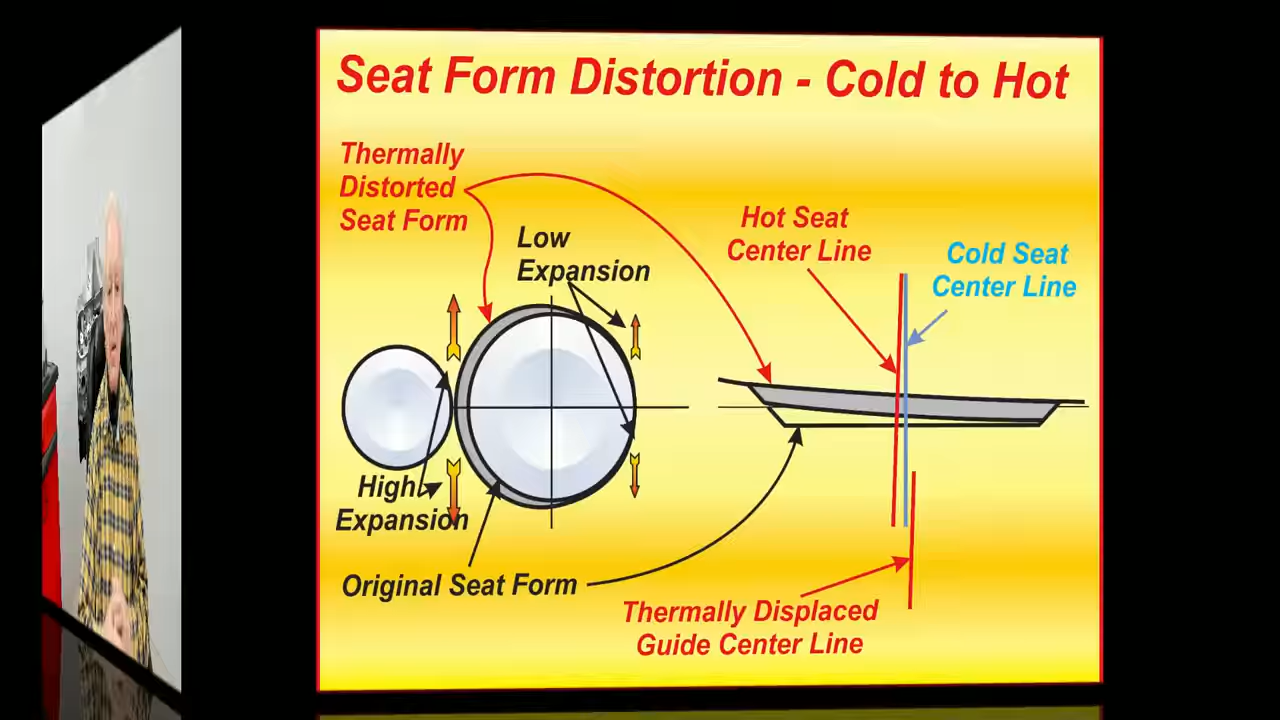 Seat Form Distortion - Cold to Hot
Thermally
Distorted
Seat Form
Low
Expansion
Hot Seat
Center Line
Cold Seat
Center Line
High
Expansion
Original Seat Form
Thermally Displaced
Guide Center Line